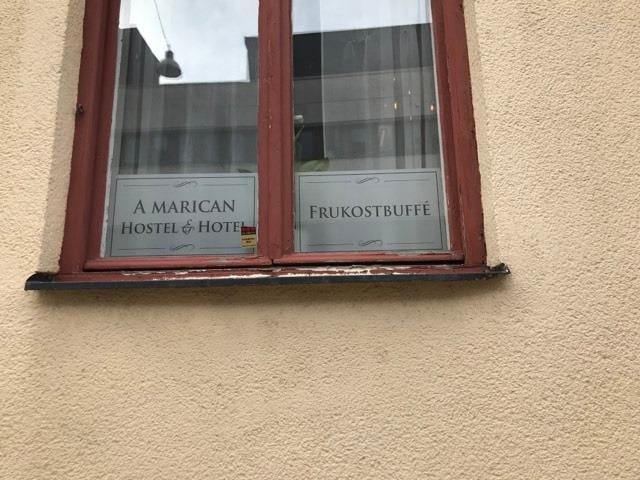 A MARICAN
HOSTEL & HOTEL
FRUKOSTBUFFÉ